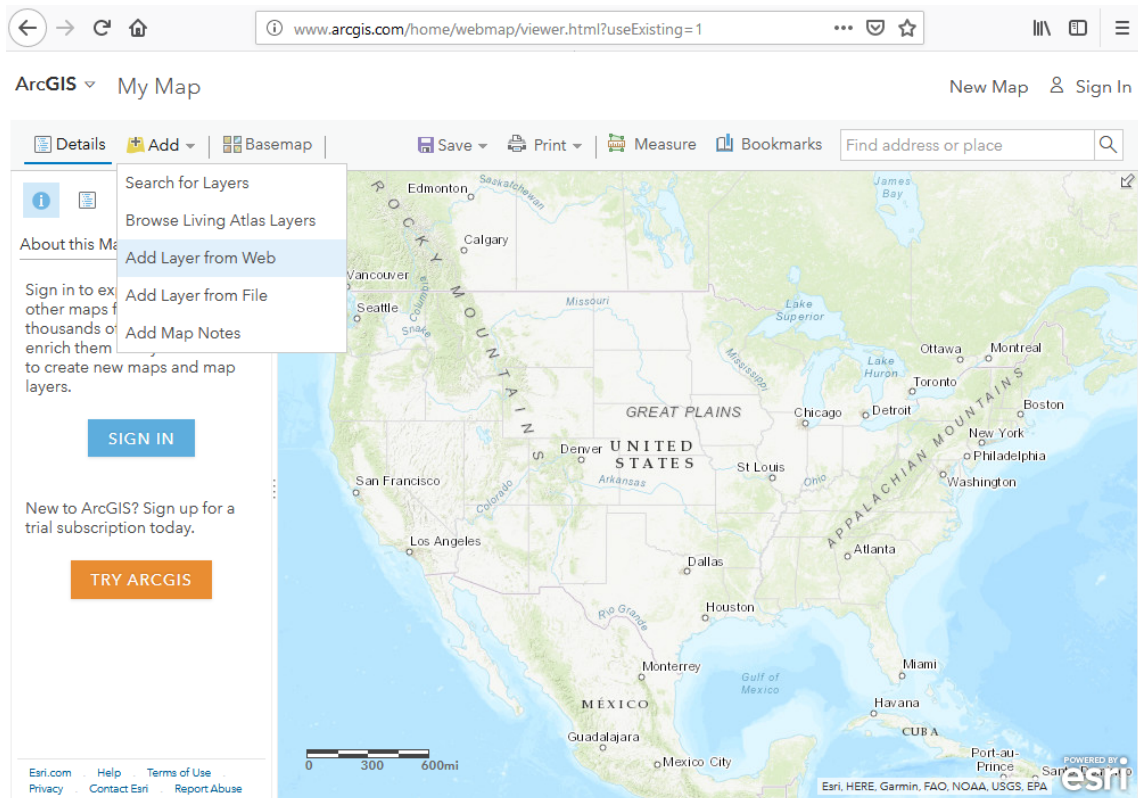 www.arcgis.com/home/webmap/viewer.html?useExisting=1
ArcGIS My Map New Map Sign In
Details Add Basemap Save Print Measure Bookmarks Find address or place
Search for Layers
Browse Living Atlas Layers
Add Layer from Web
Add Layer from File
Add Map Notes
About this Ma
Sign in to ex
other maps f
thousands of
enrich them
to create new maps and map
layers.
SIGN IN
New to ArcGIS? Sign up for a
trial subscription today.
TRY ARCGIS
Esri.com Help Terms of Use
Privacy Contact Esri Report Abuse
ROCKY MOUNTAINS
Edmonton
Saskatchewan
James
Bay
Calgary
Vancouver
Columbia
Seattle
Snake
Missouri
Lake
Superior
Mississippi
Ottawa
Montreal
Lake
Huron
Toronto
GREAT PLAINS
Chicago
Detroit
Boston
New York
Denver
UNITED
STATES
Philadelphia
St Louis
Ohio
Washington
APPALACHIAN MOUNTAINS
San Francisco
Colorado
Arkansas
Los Angeles
Atlanta
Dallas
Rio Grande
Houston
Monterrey
Gulf of
Mexico
Miami
MÉXICO
Havana
CUBA
Guadalajara
Mexico City
Port-au-
Prince
Santo Domingo
0 300 600mi
Esri, HERE, Garmin, FAO, NOAA, USGS, EPA
POWERED BY
esri